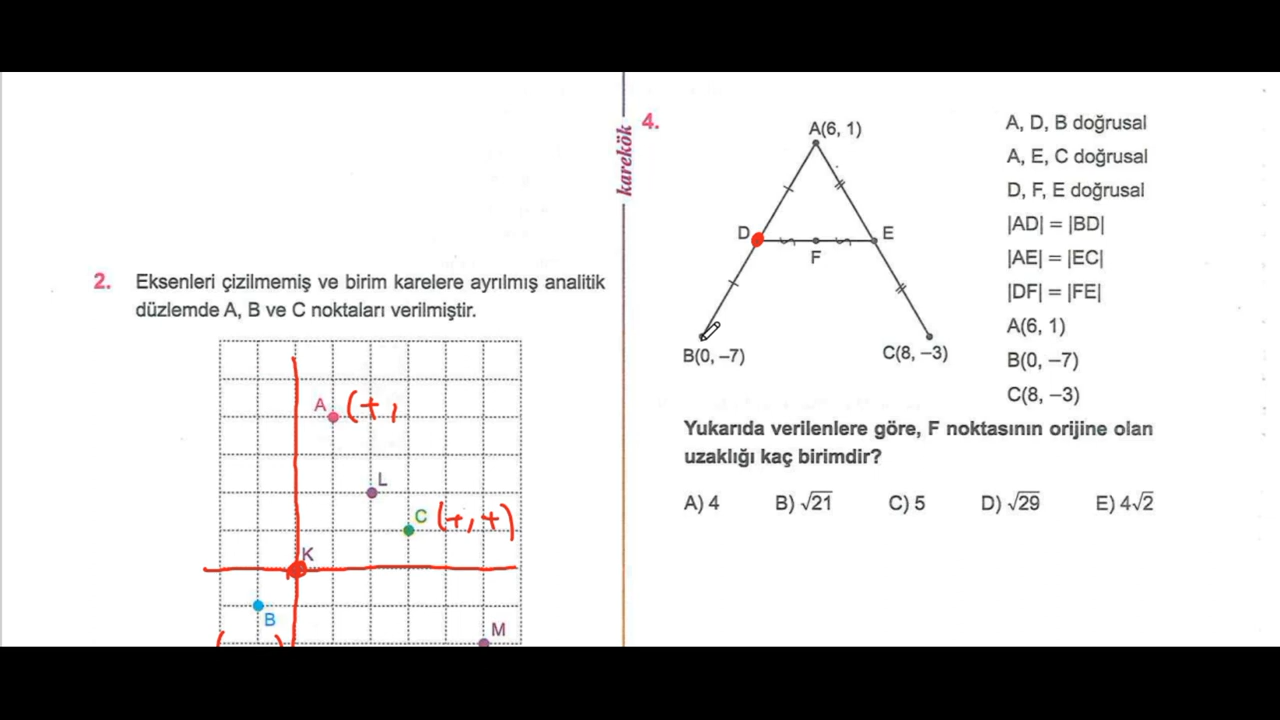 karekök
2. Eksenleri çizilmemiş ve birim karelere ayrılmış analitik
düzlemde A, B ve C noktaları verilmiştir.
A (+,
L
C (+,+)
K
B
M
( )
4.
A(6, 1)
D
E
F
B(0, –7)
C(8, –3)
A, D, B doğrusal
A, E, C doğrusal
D, F, E doğrusal
|AD| = |BD|
|AE| = |EC|
|DF| = |FE|
A(6, 1)
B(0, –7)
C(8, –3)
Yukarıda verilenlere göre, F noktasının orijine olan
uzaklığı kaç birimdir?
A) 4 B) √21 C) 5 D) √29 E) 4√2